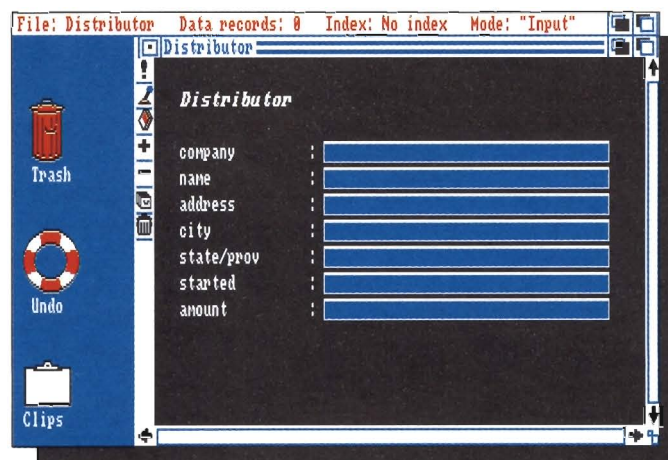 File: Distributor Data records: 0 Index: No index Mode: "Input"
Distributor
Distributor
company :
name :
address :
city :
state/prov :
started :
amount :
Trash
Undo
Clips